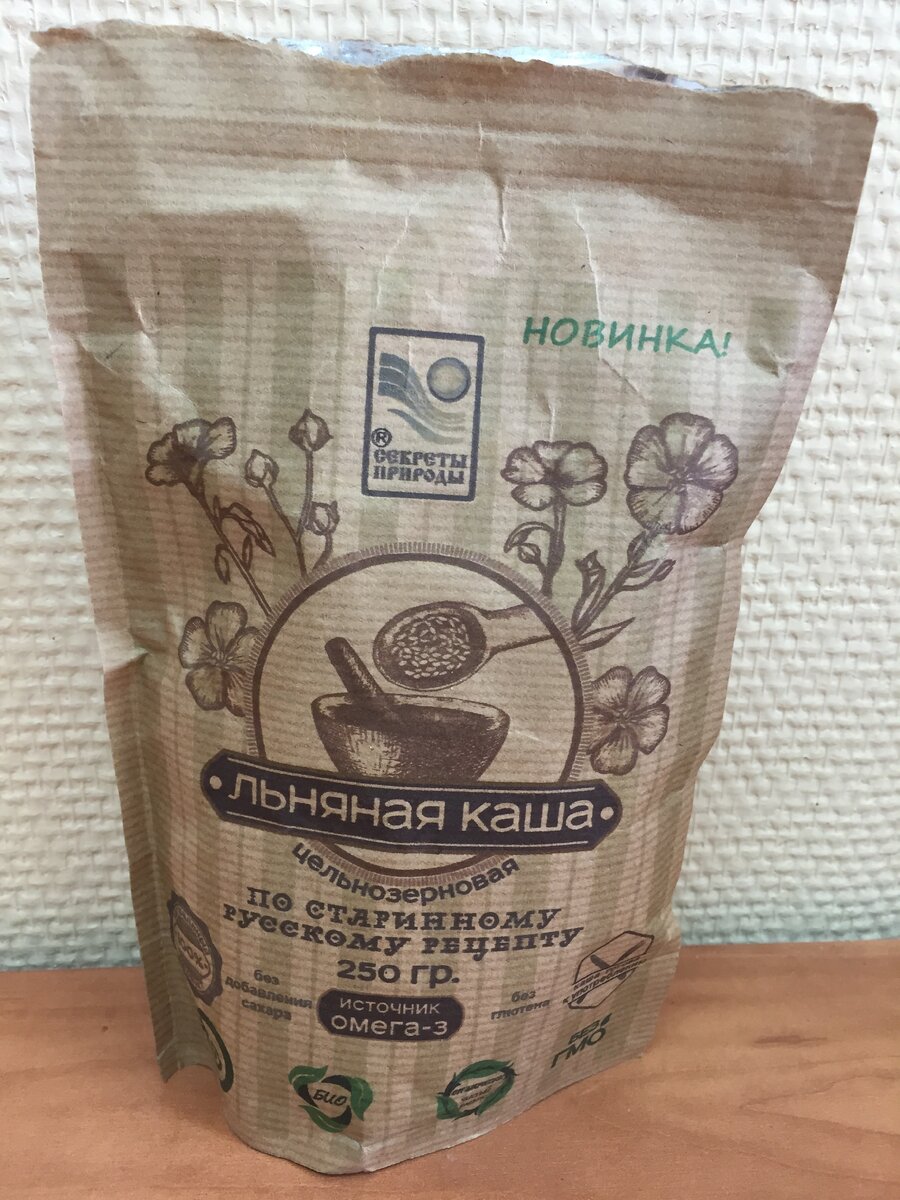 НОВИНКА!
®
СЕКРЕТЫ
ПРИРОДЫ
• ЛЬНЯНАЯ КАША •
цельнозерновая
ПО СТАРИННОМУ
РУССКОМУ РЕЦЕПТУ
250 гр.
100%
без
добавления
сахара
ИСТОЧНИК
ОМЕГА-3
без
глютена
БЕЗ
ГМО
БИО